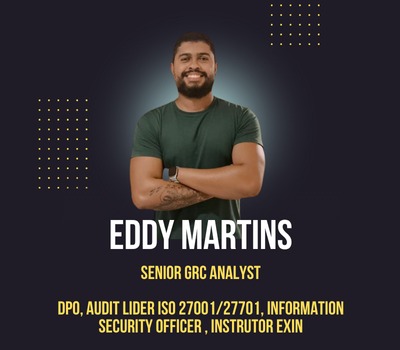 EDDY MARTINS
SENIOR GRC ANALYST
DPO, AUDIT LIDER ISO 27001/27701, INFORMATION
SECURITY OFFICER , INSTRUTOR EXIN